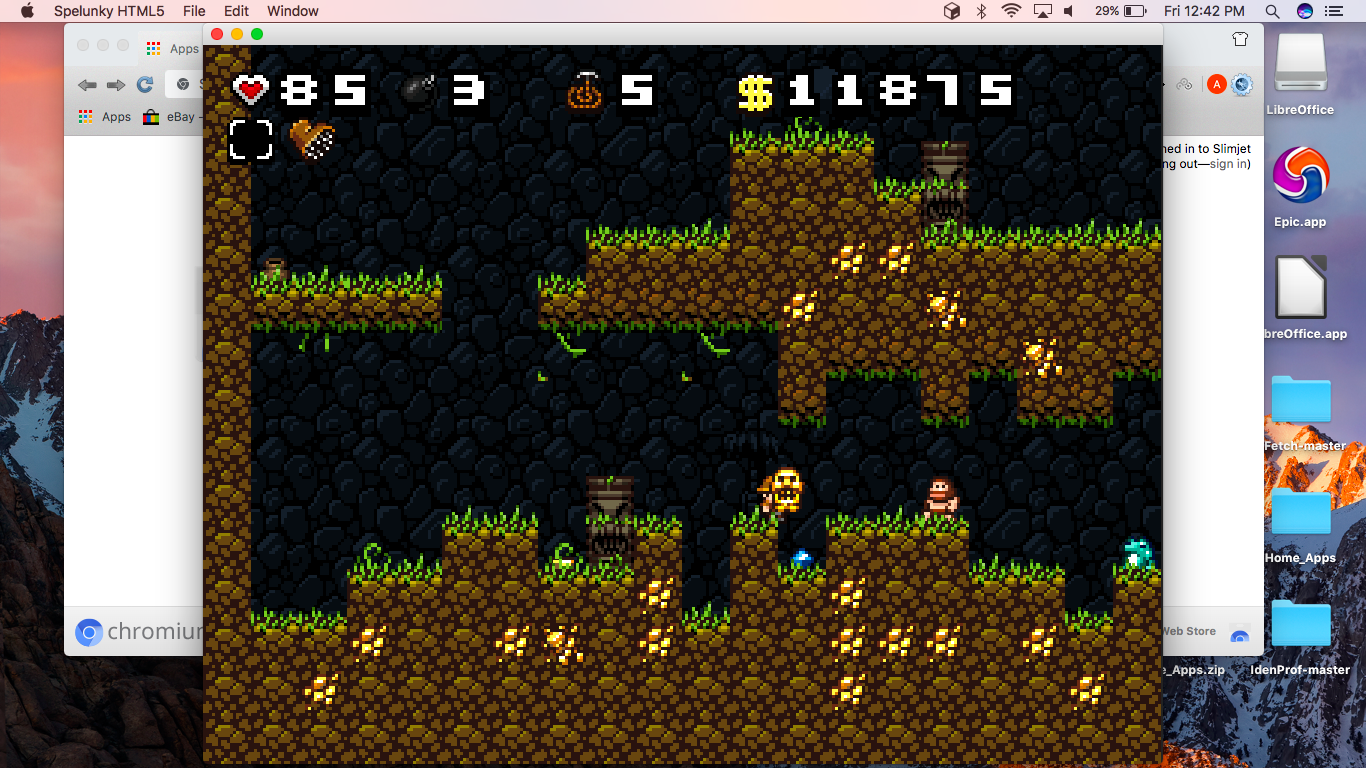 Spelunky HTML5 File Edit Window 29% Fri 12:42 PM
Apps
85 3 5 $11875
A
Apps eBay -
ned in to Slimjet
ng out—sign in)
LibreOffice
Epic.app
breOffice.app
Fetch-master
Home_Apps
chromium
Web Store
e_Apps.zip
IdenProf-master